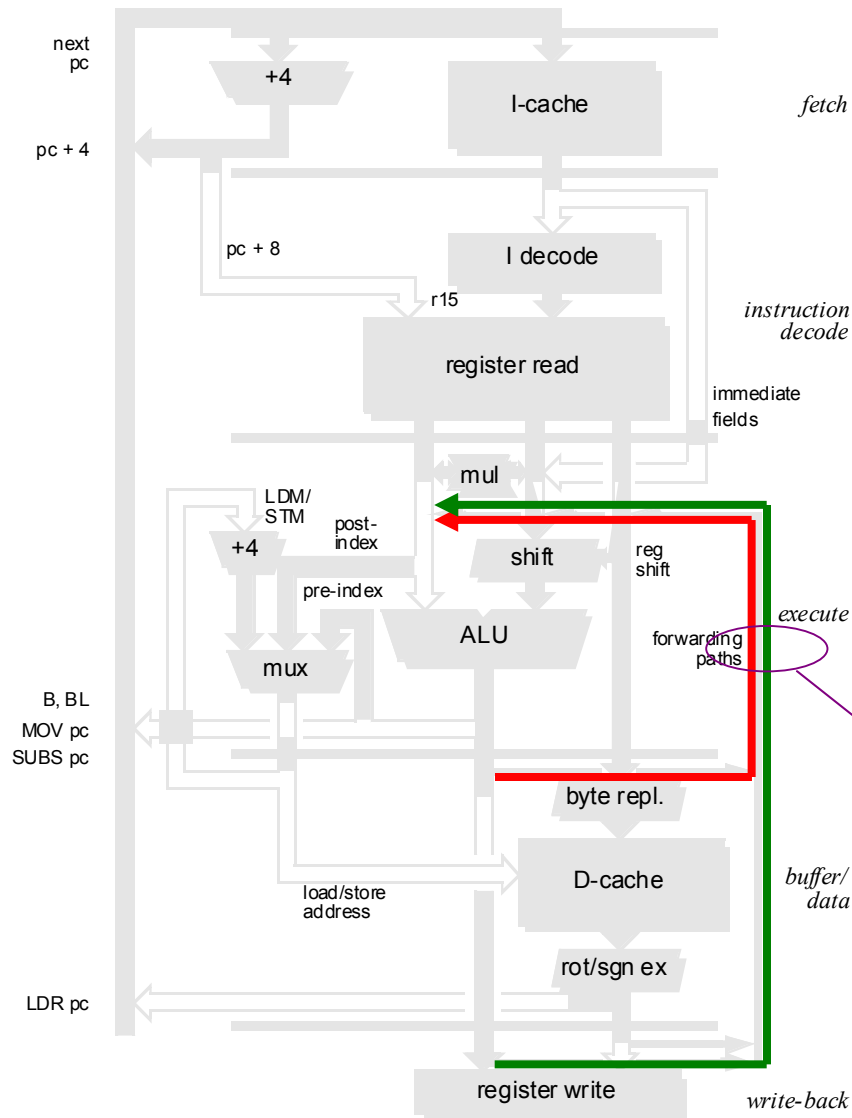 next
pc
+4
I-cache
fetch
pc + 4
pc + 8
I decode
r15
instruction
decode
register read
immediate
fields
mul
LDM/
STM
post-
index
+4
shift
reg
shift
pre-index
execute
ALU
forwarding
paths
mux
B, BL
MOV pc
SUBS pc
byte repl.
D-cache
buffer/
data
load/store
address
rot/sgn ex
LDR pc
register write
write-back